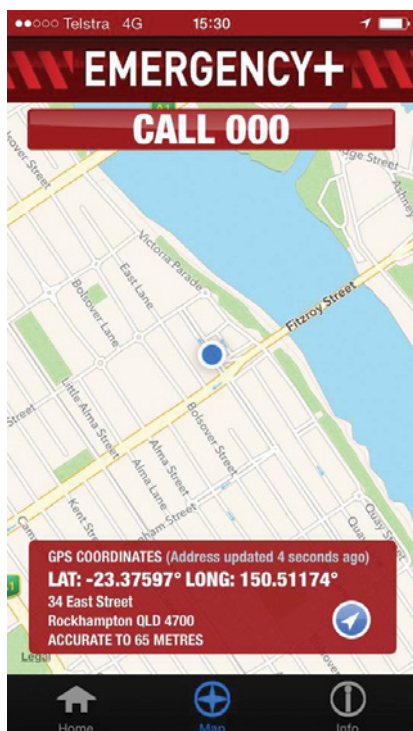 Telstra 4G 15:30
EMERGENCY+
CALL 000
Victoria Parade
East Lane
Bolsover Lane
Fitzroy Street
Little Alma Street
Bolsover Street
Alma Street
Alma Lane
Kent Street
Quay Street
GPS COORDINATES (Address updated 4 seconds ago)
LAT: -23.37597° LONG: 150.51174°
34 East Street
Rockhampton QLD 4700
ACCURATE TO 65 METRES
Legal
Home Map Info